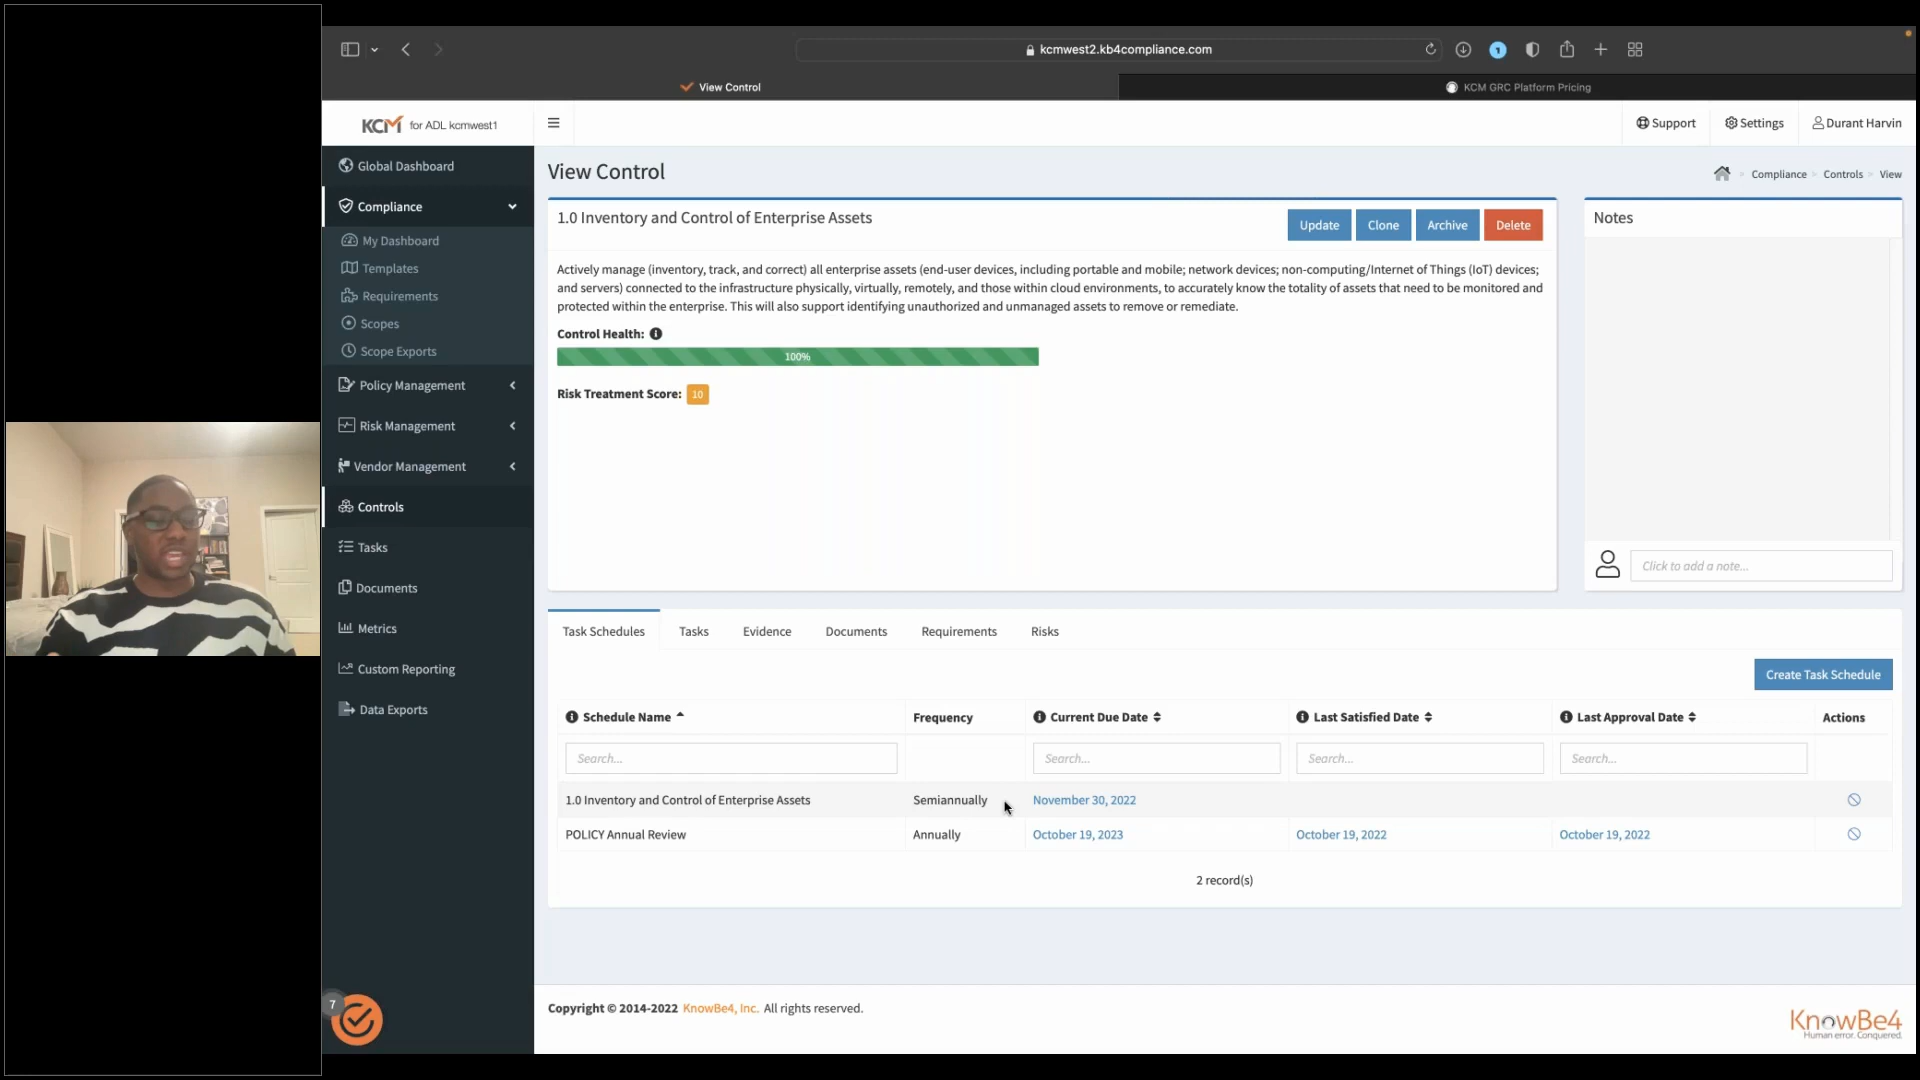 kcmwest2.kb4compliance.com
View Control
KCM GRC Platform Pricing
KCM for ADL kcmwest1
Support
Settings
Durant Harvin
Global Dashboard
Compliance
My Dashboard
Templates
Requirements
Scopes
Scope Exports
Policy Management
Risk Management
Vendor Management
Controls
Tasks
Documents
Metrics
Custom Reporting
Data Exports
7
View Control
Compliance Controls View
1.0 Inventory and Control of Enterprise Assets
Update Clone Archive Delete
Actively manage (inventory, track, and correct) all enterprise assets (end-user devices, including portable and mobile; network devices; non-computing/Internet of Things (IoT) devices;
and servers) connected to the infrastructure physically, virtually, remotely, and those within cloud environments, to accurately know the totality of assets that need to be monitored and
protected within the enterprise. This will also support identifying unauthorized and unmanaged assets to remove or remediate.
Control Health:
100%
Risk Treatment Score: 10
Notes
Click to add a note...
Task Schedules Tasks Evidence Documents Requirements Risks
Create Task Schedule
Schedule Name Frequency Current Due Date Last Satisfied Date Last Approval Date Actions
Search... Search... Search... Search...
1.0 Inventory and Control of Enterprise Assets Semiannually November 30, 2022
POLICY Annual Review Annually October 19, 2023 October 19, 2022 October 19, 2022
2 record(s)
Copyright © 2014-2022 KnowBe4, Inc. All rights reserved.
KnowBe4
Human error. Conquered.